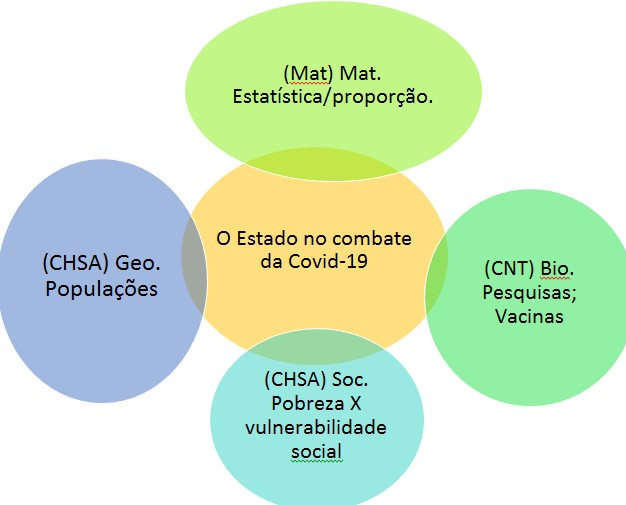 (Mat) Mat.
Estatística/proporção.
O Estado no combate
da Covid-19
(CHSA) Geo.
Populações
(CNT) Bio.
Pesquisas;
Vacinas
(CHSA) Soc.
Pobreza X
vulnerabilidade
social